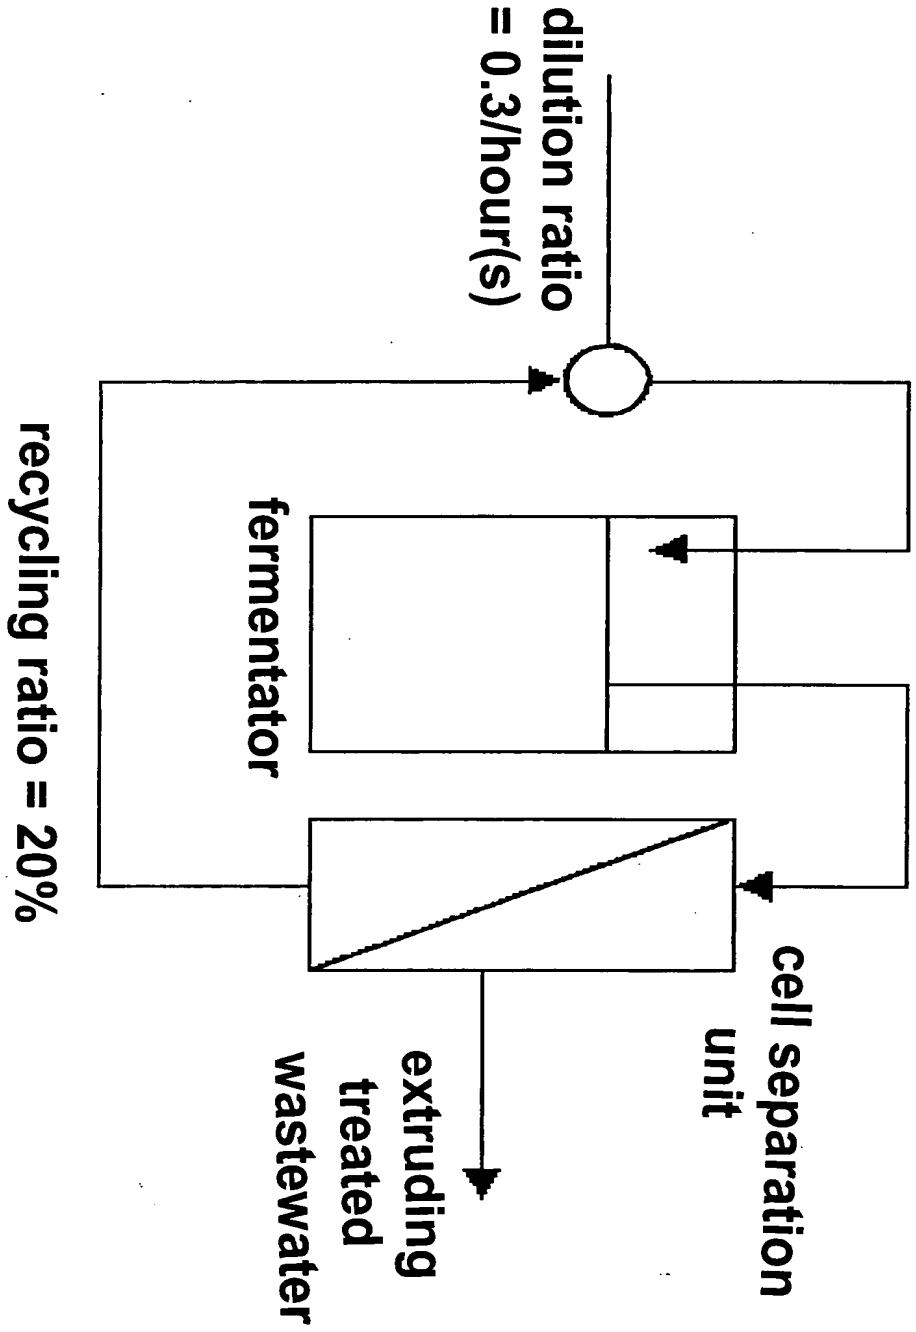 dilution ratio
= 0.3/hour(s)
cell separation
unit
fermentator
extruding
treated
wastewater
recycling ratio = 20%